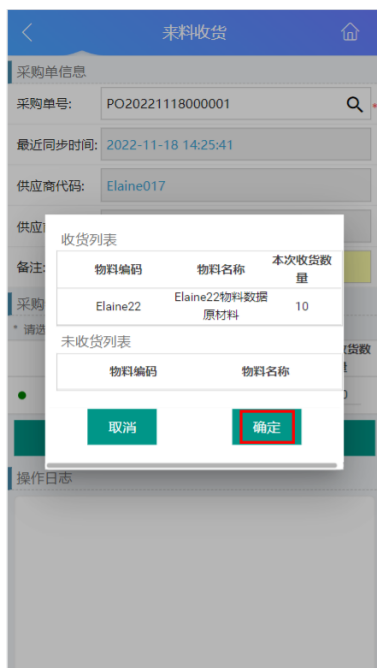 来料收货
采购单信息
采购单号: PO20221118000001 *
最近同步时间: 2022-11-18 14:25:41
供应商代码: Elaine017
供应
备注:
收货列表
物料编码 物料名称 本次收货数
量
Elaine22 Elaine22物料数据 10
原材料
未收货列表
物料编码 物料名称
取消 确定
采购
* 请选
货数
操作日志